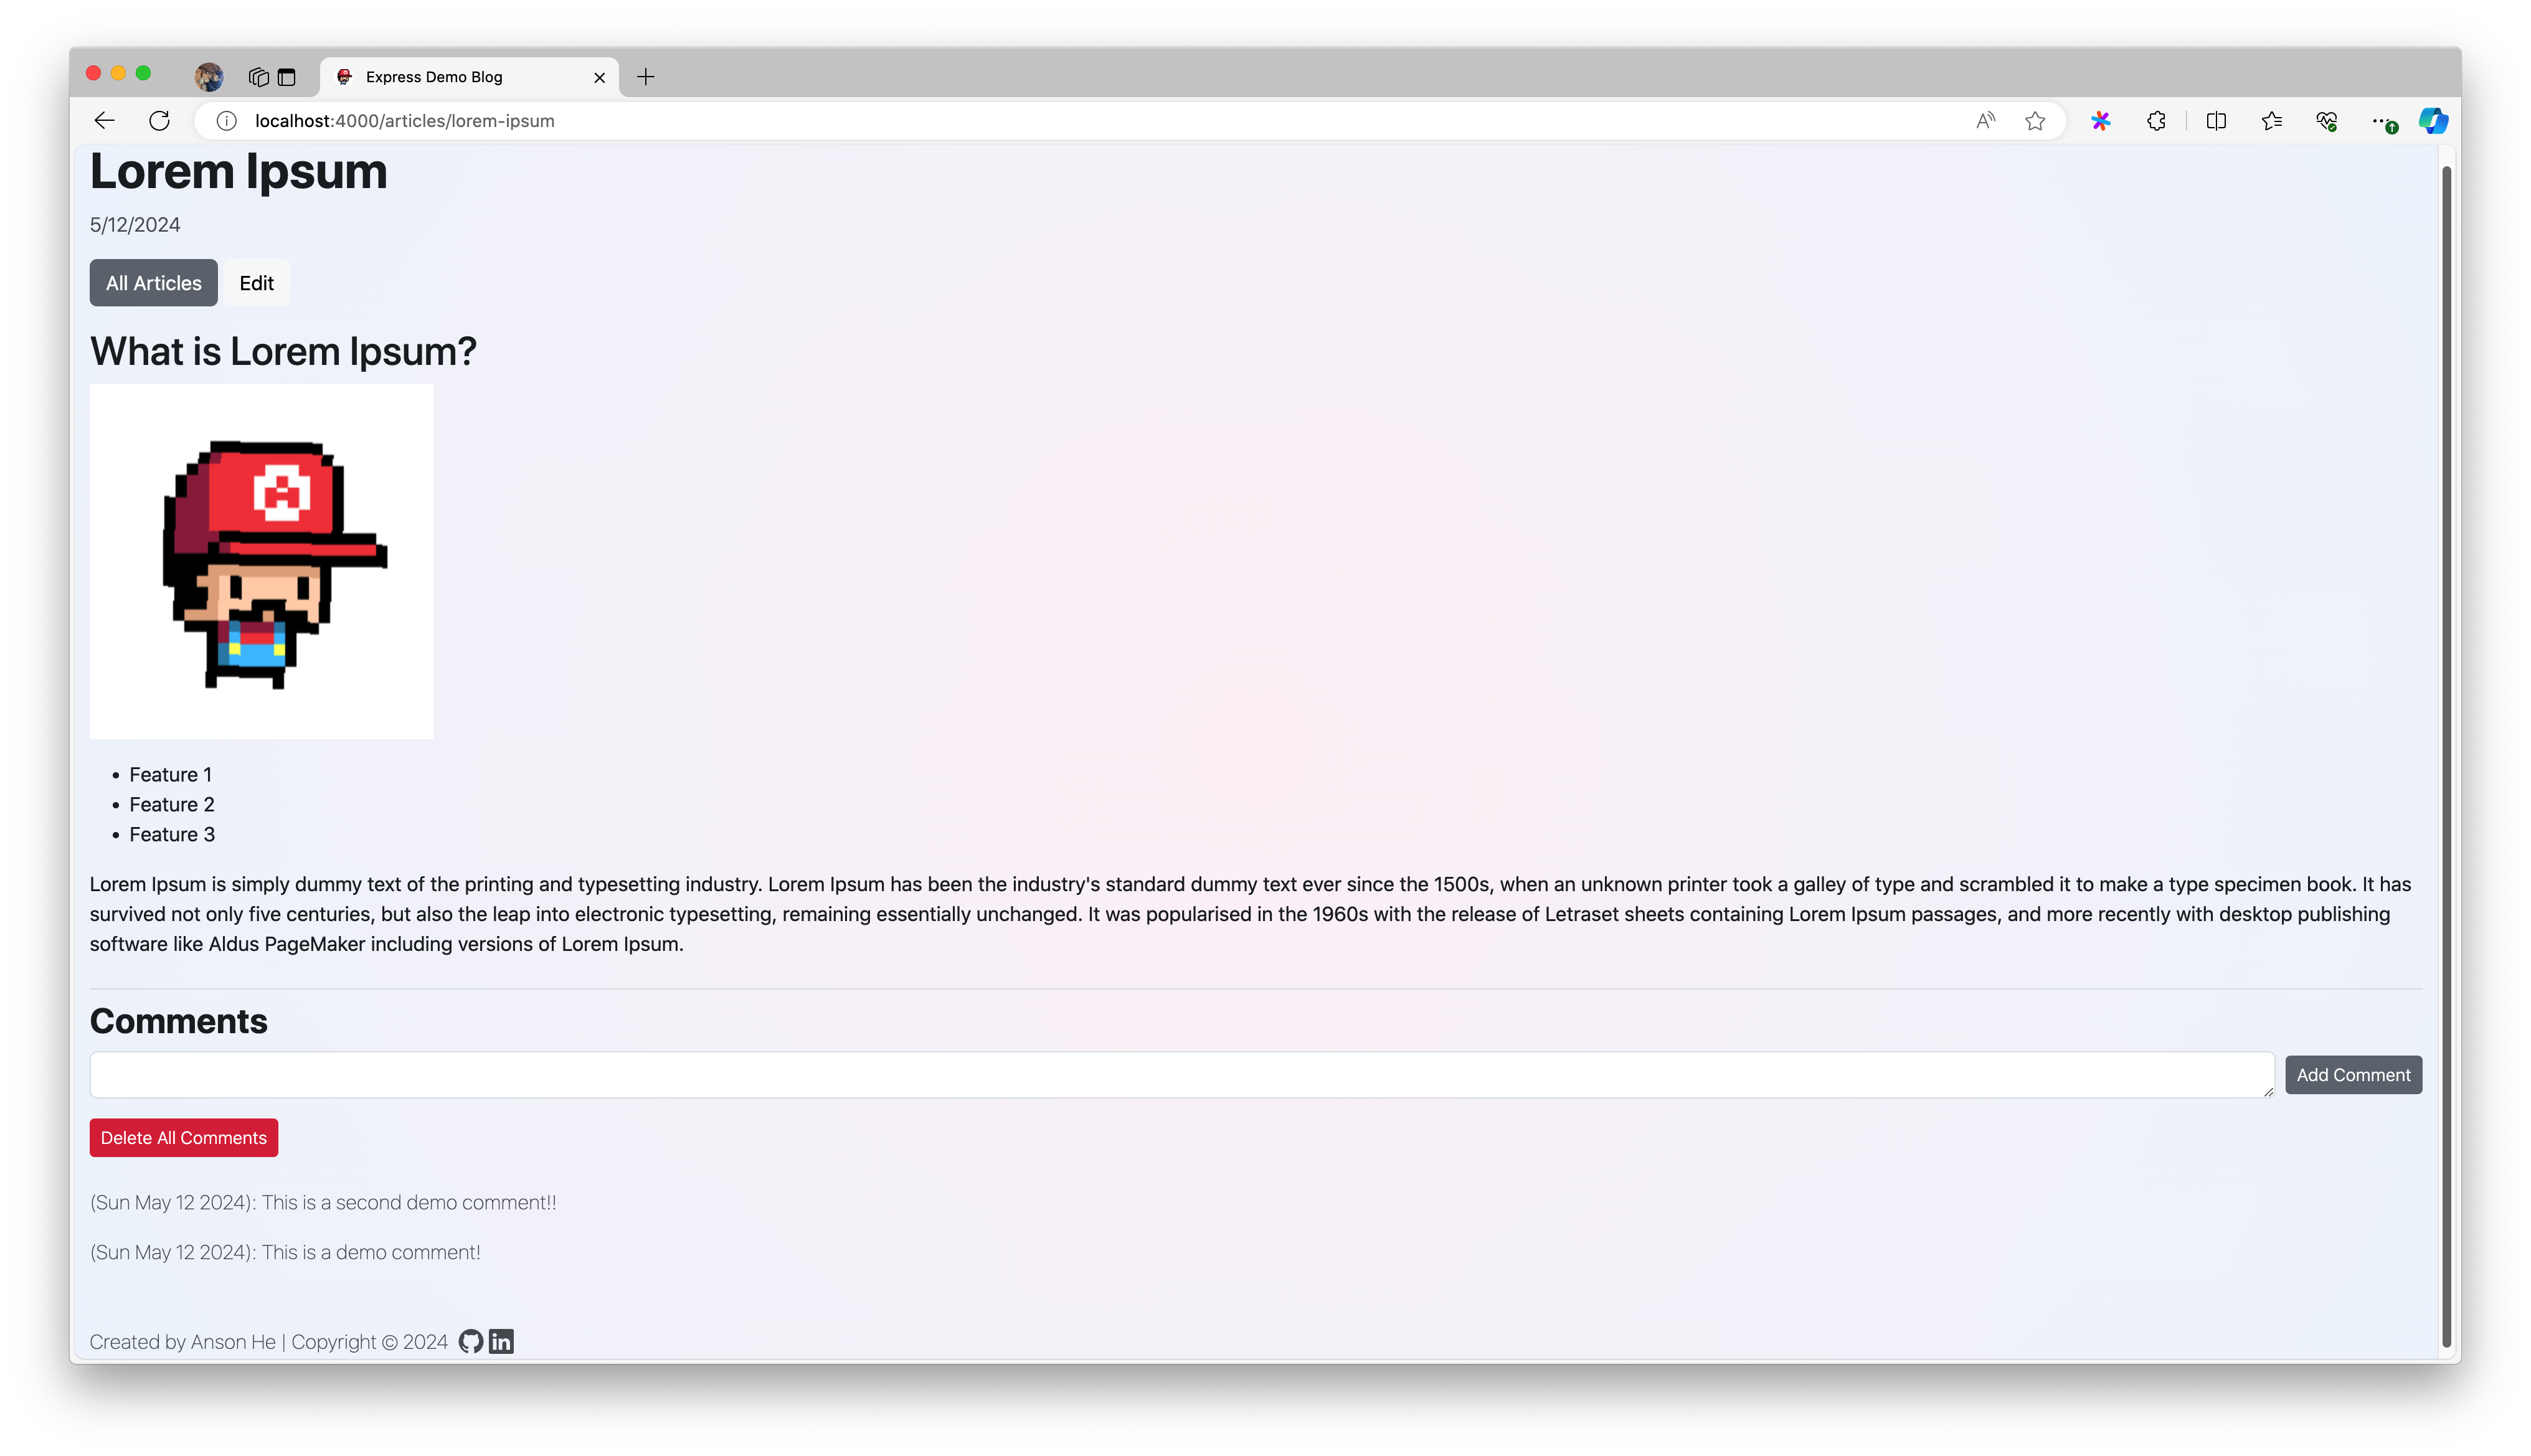 Express Demo Blog
localhost:4000/articles/lorem-ipsum
Lorem Ipsum
5/12/2024
All Articles Edit
What is Lorem Ipsum?
A
Feature 1
Feature 2
Feature 3
Lorem Ipsum is simply dummy text of the printing and typesetting industry. Lorem Ipsum has been the industry's standard dummy text ever since the 1500s, when an unknown printer took a galley of type and scrambled it to make a type specimen book. It has
survived not only five centuries, but also the leap into electronic typesetting, remaining essentially unchanged. It was popularised in the 1960s with the release of Letraset sheets containing Lorem Ipsum passages, and more recently with desktop publishing
software like Aldus PageMaker including versions of Lorem Ipsum.
Comments
Add Comment
Delete All Comments
(Sun May 12 2024): This is a second demo comment!!
(Sun May 12 2024): This is a demo comment!
Created by Anson He | Copyright © 2024 in